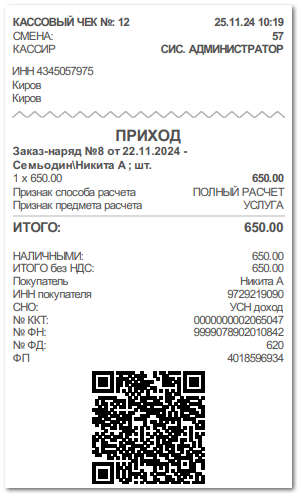 КАССОВЫЙ ЧЕК №: 12 25.11.24 10:19
СМЕНА: 57
КАССИР СИС. АДМИНИСТРАТОР
ИНН 4345057975
Киров
Киров
ПРИХОД
Заказ-наряд №8 от 22.11.2024 -
Семьодин\Никита А ; шт.
1 x 650.00 650.00
Признак способа расчета ПОЛНЫЙ РАСЧЕТ
Признак предмета расчета УСЛУГА
ИТОГО: 650.00
НАЛИЧНЫМИ: 650.00
ИТОГО без НДС: 650.00
Покупатель Никита А
ИНН покупателя 9729219090
СНО: УСН доход
№ ККТ: 0000000002065047
№ ФН: 9999078902010842
№ ФД: 620
ФП 4018596934